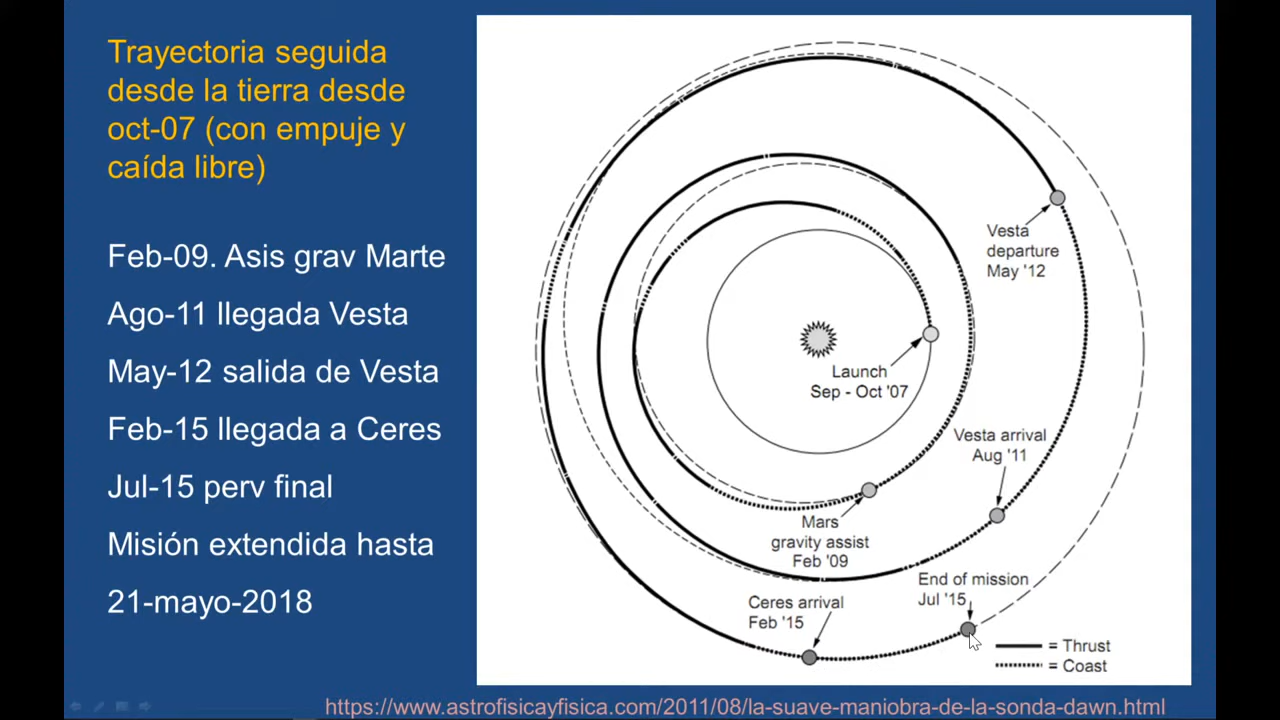 Trayectoria seguida
desde la tierra desde
oct-07 (con empuje y
caída libre)
Feb-09. Asis grav Marte
Ago-11 llegada Vesta
May-12 salida de Vesta
Feb-15 llegada a Ceres
Jul-15 perv final
Misión extendida hasta
21-mayo-2018
Vesta
departure
May '12
Launch
Sep - Oct '07
Vesta arrival
Aug '11
Mars
gravity assist
Feb '09
End of mission
Jul '15
Ceres arrival
Feb '15
= Thrust
= Coast
https://www.astrofisicayfisica.com/2011/08/la-suave-maniobra-de-la-sonda-dawn.html